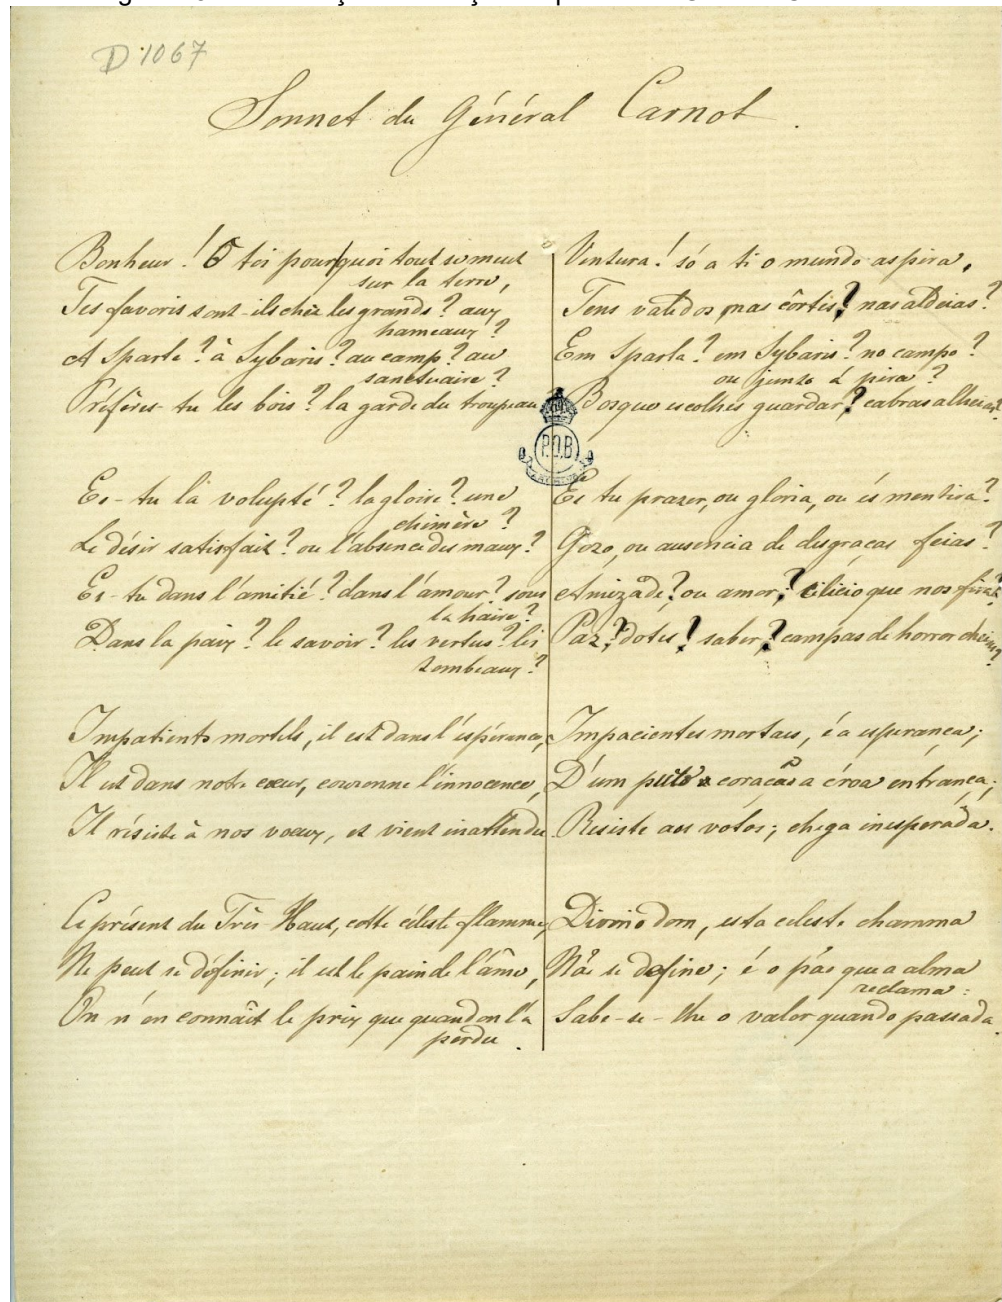 D. 1067
Sonnet du Général Carnot.
Bonheur! O toi pourquoi tout se meut
sur la terre,
Tes favoris sont-ils chez les grands? aux
hameaux?
A Sparte? à Sybaris? au camp? au
sanctuaire?
Préfères-tu les bois? la garde du troupeau
Es-tu la volupté? la gloire? une
chimère?
Le désir satisfait? ou l'absence des maux?
Es-tu dans l'amitié? dans l'amour? sous
la haire?
Dans la paix? le savoir? les vertus? les
tombeaux?
Impatients mortels, il est dans l'espérance,
Il est dans notre cœur, couronne l'innocence,
Il résiste à nos voeux, et vient inattendu.
Ce présent du Très-Haut, cette céleste flamme,
Ne peut se définir; il est le pain de l'âme,
On n'en connaît le prix que quand on l'a
perdu.
Ventura! só a ti o mundo aspira,
Tens validos nas côrtes? nas aldeias?
Em Sparta? em Sybaris? no campo?
ou junto á pira?
Bosque escolhes guardar? cabras alheias?
P.O.B
És tu prazer, ou gloria, ou és mentira?
Gozo, ou ausencia de desgraças feias?
Amizade? ou amor? cilicio que nos fira?
Paz? dotes? saber? campas de horror cheias?
Impacientes mortaes, é a esperança;
D'um coração a crôa entrança;
Resiste aos votos; chega inesperada.
Divino dom, esta celeste chamma
Não se define; é o pão que a alma
reclama:
Sabe-se-lhe o valor quando passada.